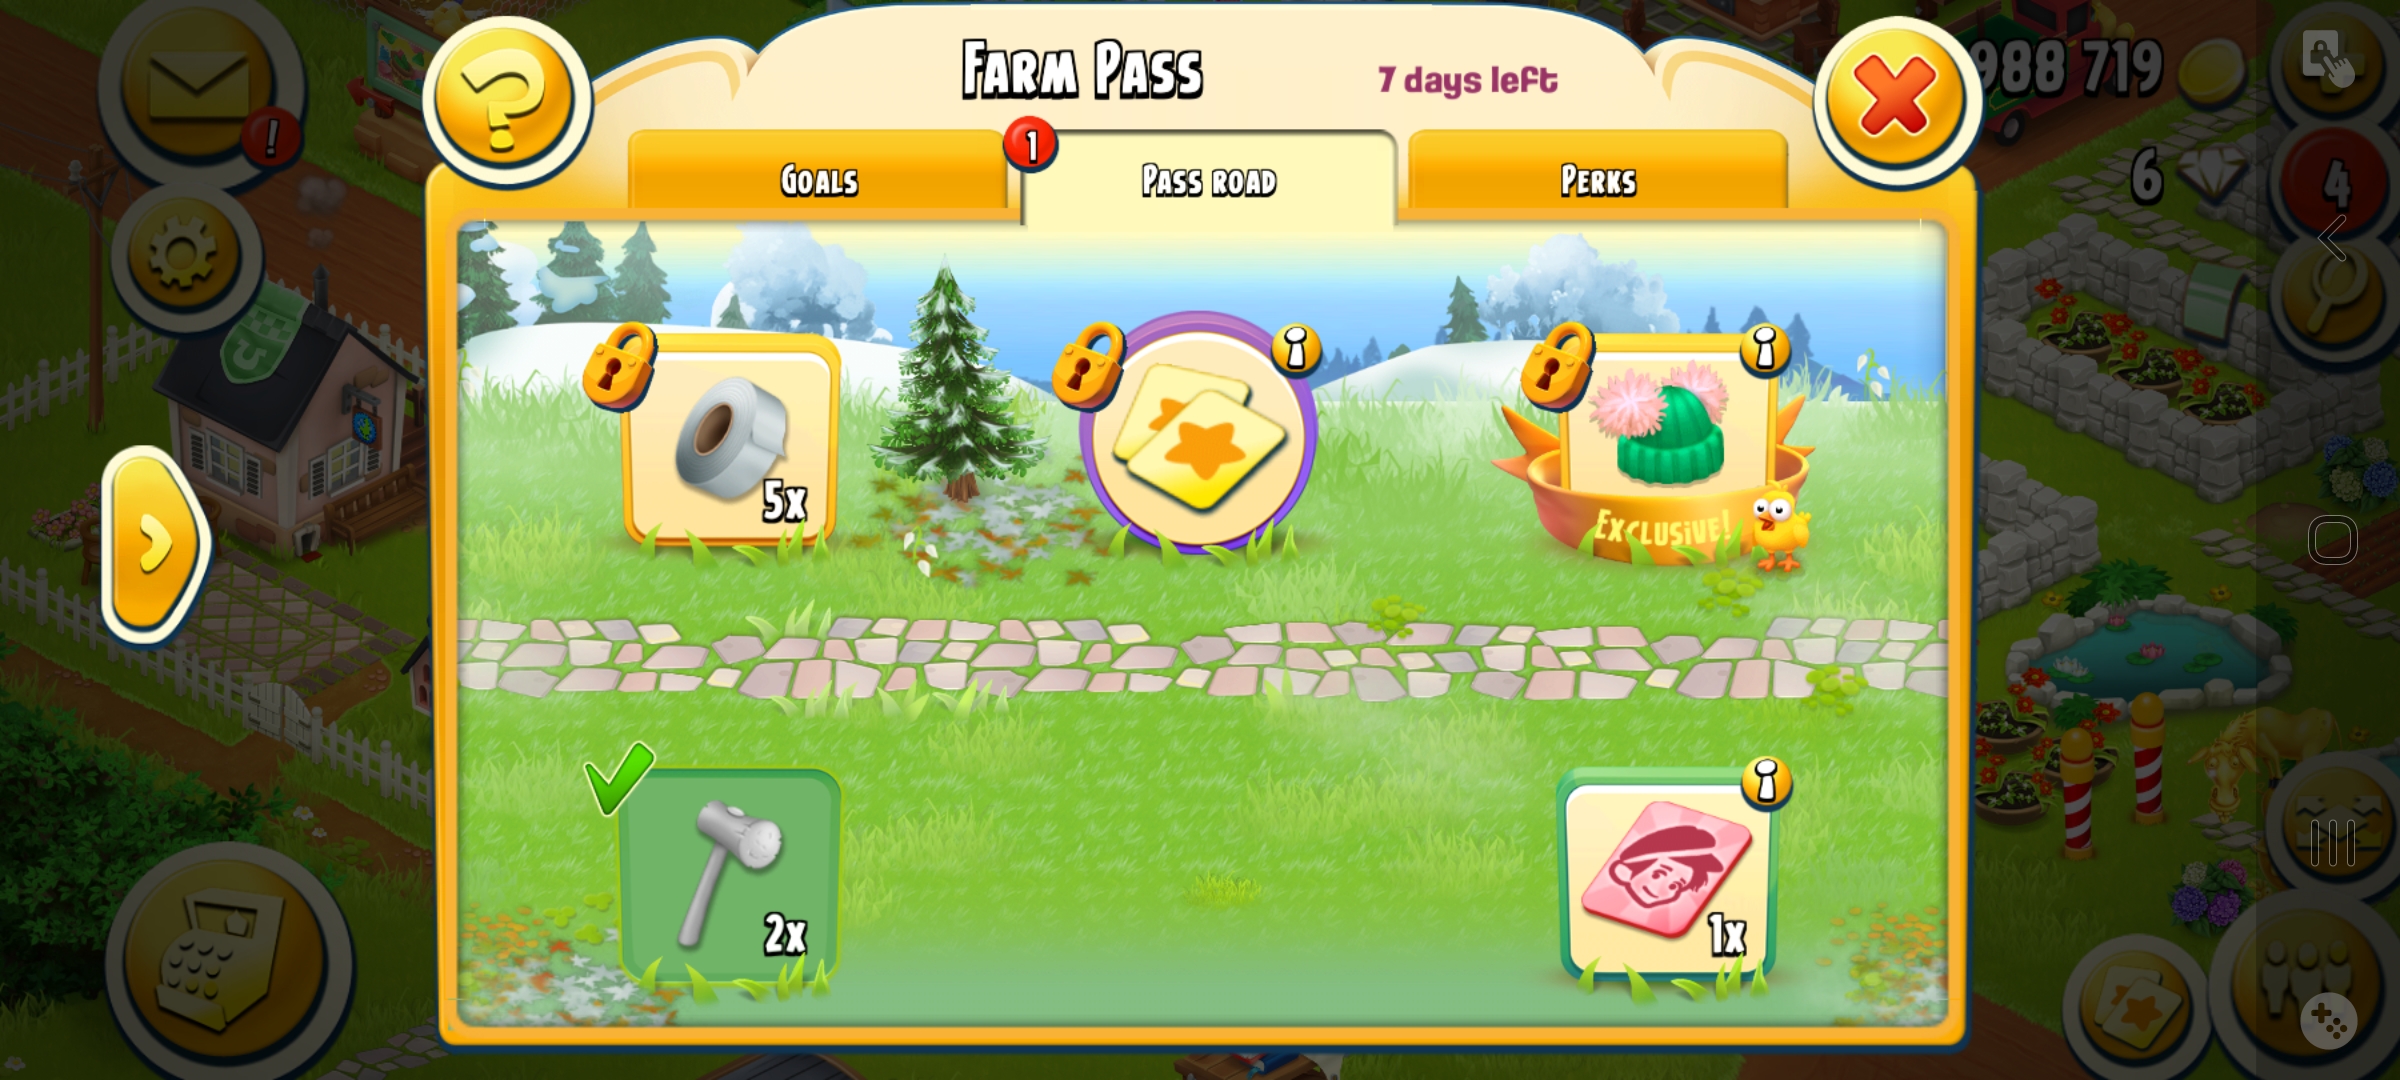 FARM PASS
7 days left
988 719
!
1
GOALS
PASS ROAD
PERKS
6
4
5x
EXCLUSIVE!
2x
1x